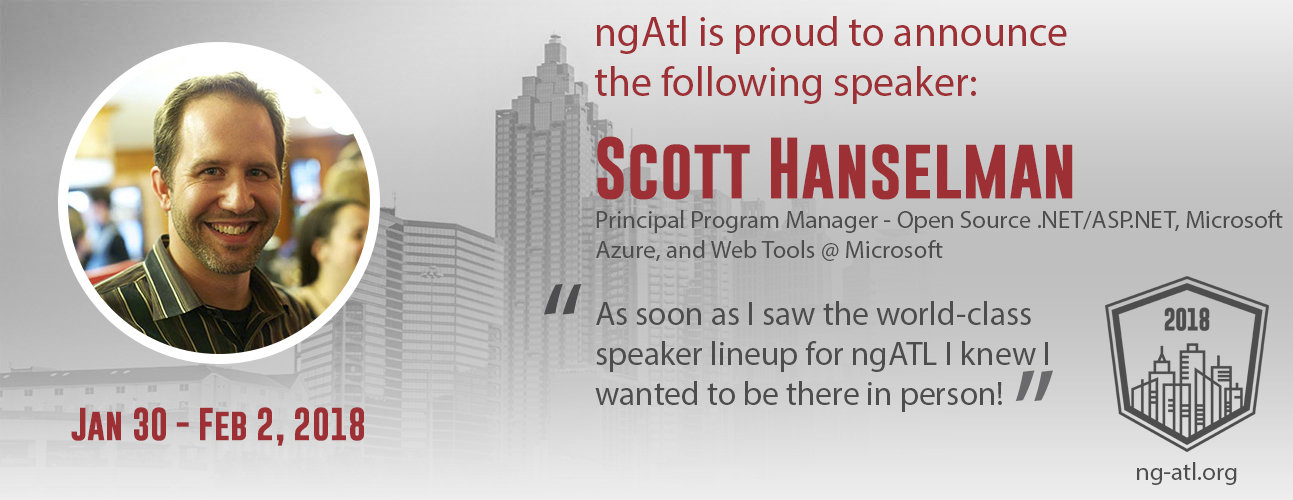 ngAtl is proud to announce
the following speaker:
SCOTT HANSELMAN
Principal Program Manager - Open Source .NET/ASP.NET, Microsoft
Azure, and Web Tools @ Microsoft
“ As soon as I saw the world-class
speaker lineup for ngATL I knew I
wanted to be there in person! ”
JAN 30 - FEB 2, 2018
2018
ng-atl.org